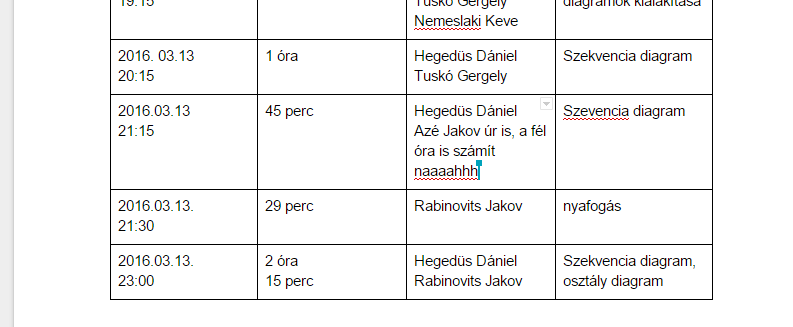 19:15
Tuskó Gergely
diagramok kialakítása
Nemeslaki Keve
2016. 03.13
20:15
1 óra
Hegedüs Dániel
Tuskó Gergely
Szekvencia diagram
2016. 03.13
21:15
45 perc
Hegedüs Dániel
Azé Jakov úr is, a fél
óra is számít
naaaahhh
Szevencia diagram
2016.03.13.
21:30
29 perc
Rabinovits Jakov
nyafogás
2016.03.13.
23:00
2 óra
15 perc
Hegedüs Dániel
Rabinovits Jakov
Szekvencia diagram,
osztály diagram